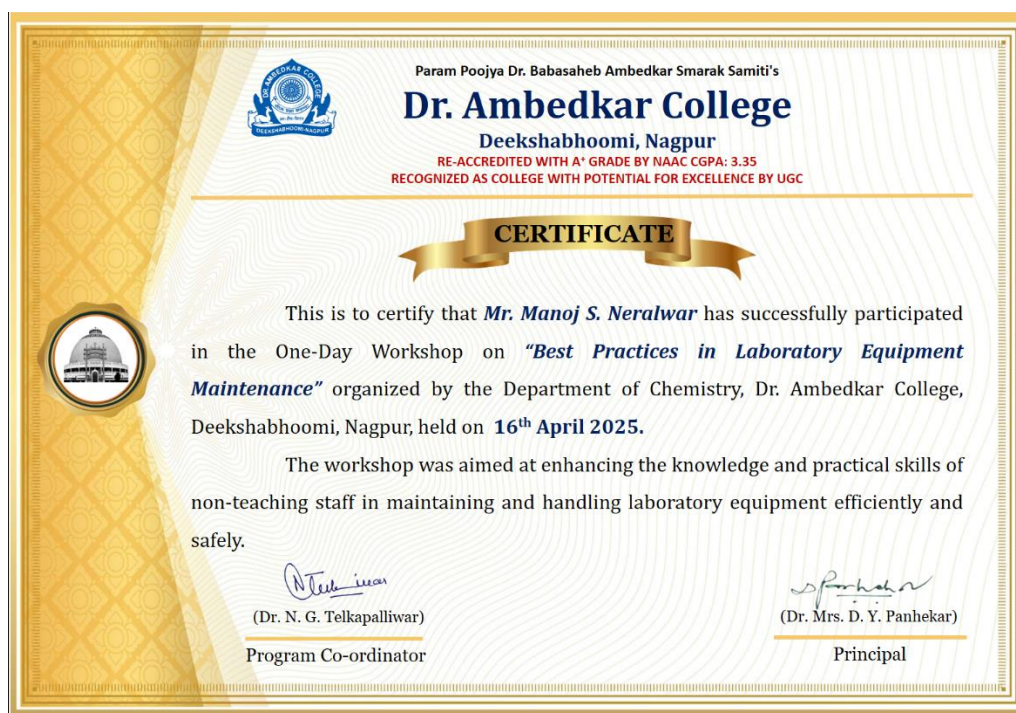 DR AMBEDKAR COLLEGE
DEEKSHABHOOMI-NAGPUR
Param Poojya Dr. Babasaheb Ambedkar Smarak Samiti's
Dr. Ambedkar College
Deekshabhoomi, Nagpur
RE-ACCREDITED WITH A⁺ GRADE BY NAAC CGPA: 3.35
RECOGNIZED AS COLLEGE WITH POTENTIAL FOR EXCELLENCE BY UGC
CERTIFICATE
This is to certify that Mr. Manoj S. Neralwar has successfully participated
in the One-Day Workshop on “Best Practices in Laboratory Equipment
Maintenance” organized by the Department of Chemistry, Dr. Ambedkar College,
Deekshabhoomi, Nagpur, held on 16th April 2025.
The workshop was aimed at enhancing the knowledge and practical skills of
non-teaching staff in maintaining and handling laboratory equipment efficiently and
safely.
(Dr. N. G. Telkapalliwar)
Program Co-ordinator
(Dr. Mrs. D. Y. Panhekar)
Principal